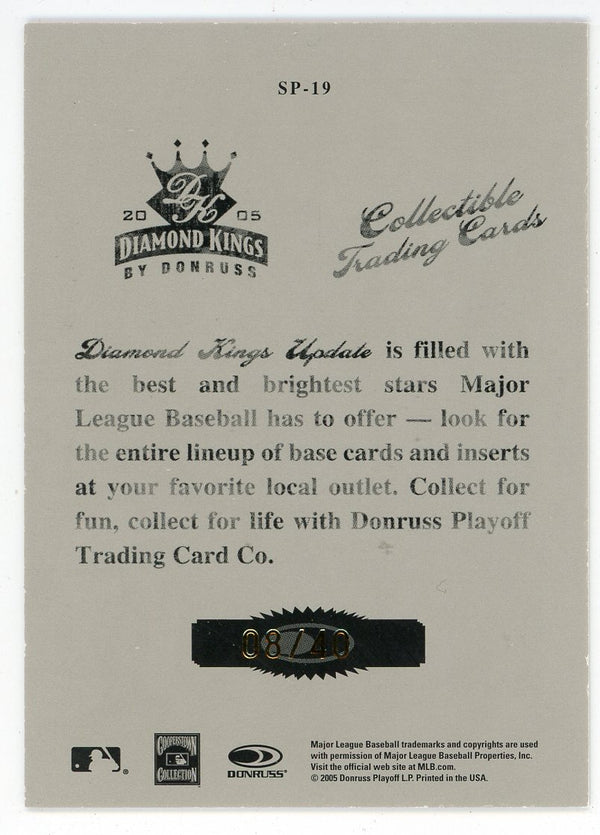 SP-19
DK
20 05
DIAMOND KINGS
BY DONRUSS
Collectible
Trading Cards
Diamond Kings Update is filled with
the best and brightest stars Major
League Baseball has to offer — look for
the entire lineup of base cards and inserts
at your favorite local outlet. Collect for
fun, collect for life with Donruss Playoff
Trading Card Co.
08/40
COOPERSTOWN
COLLECTION
DONRUSS®
Major League Baseball trademarks and copyrights are used
with permission of Major League Baseball Properties, Inc.
Visit the official web site at MLB.com.
© 2005 Donruss Playoff L.P. Printed in the USA.